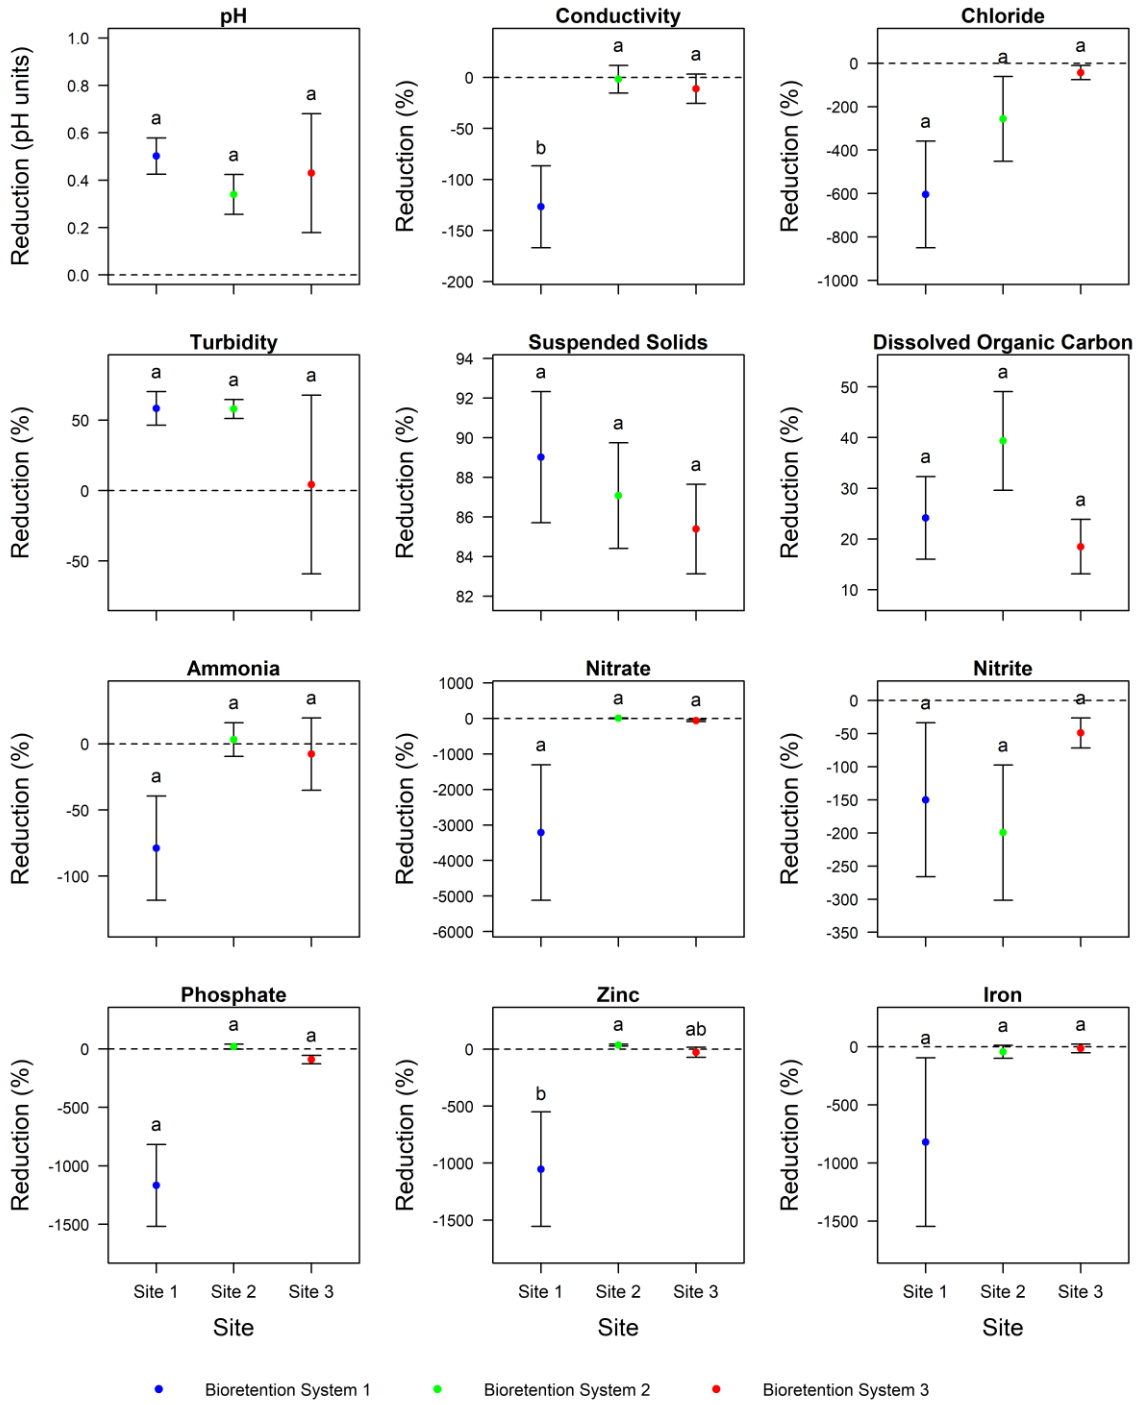 pH
Conductivity
Chloride
Reduction (pH units)
1.0
0.8
0.6
0.4
0.2
0.0
a
a
a
Reduction (%)
0
-50
-100
-150
-200
b
a
a
Reduction (%)
0
-200
-400
-600
-800
-1000
a
a
a
Turbidity
Suspended Solids
Dissolved Organic Carbon
Reduction (%)
50
0
-50
a
a
a
Reduction (%)
94
92
90
88
86
84
82
a
a
a
Reduction (%)
50
40
30
20
10
a
a
a
Ammonia
Nitrate
Nitrite
Reduction (%)
0
-50
-100
a
a
a
Reduction (%)
1000
0
-1000
-2000
-3000
-4000
-5000
-6000
a
a
a
Reduction (%)
0
-50
-100
-150
-200
-250
-300
-350
a
a
a
Phosphate
Zinc
Iron
Reduction (%)
0
-500
-1000
-1500
a
a
a
Reduction (%)
0
-500
-1000
-1500
b
a
ab
Reduction (%)
0
-500
-1000
-1500
a
a
a
Site 1 Site 2 Site 3
Site 1 Site 2 Site 3
Site 1 Site 2 Site 3
Site
Site
Site
Bioretention System 1
Bioretention System 2
Bioretention System 3